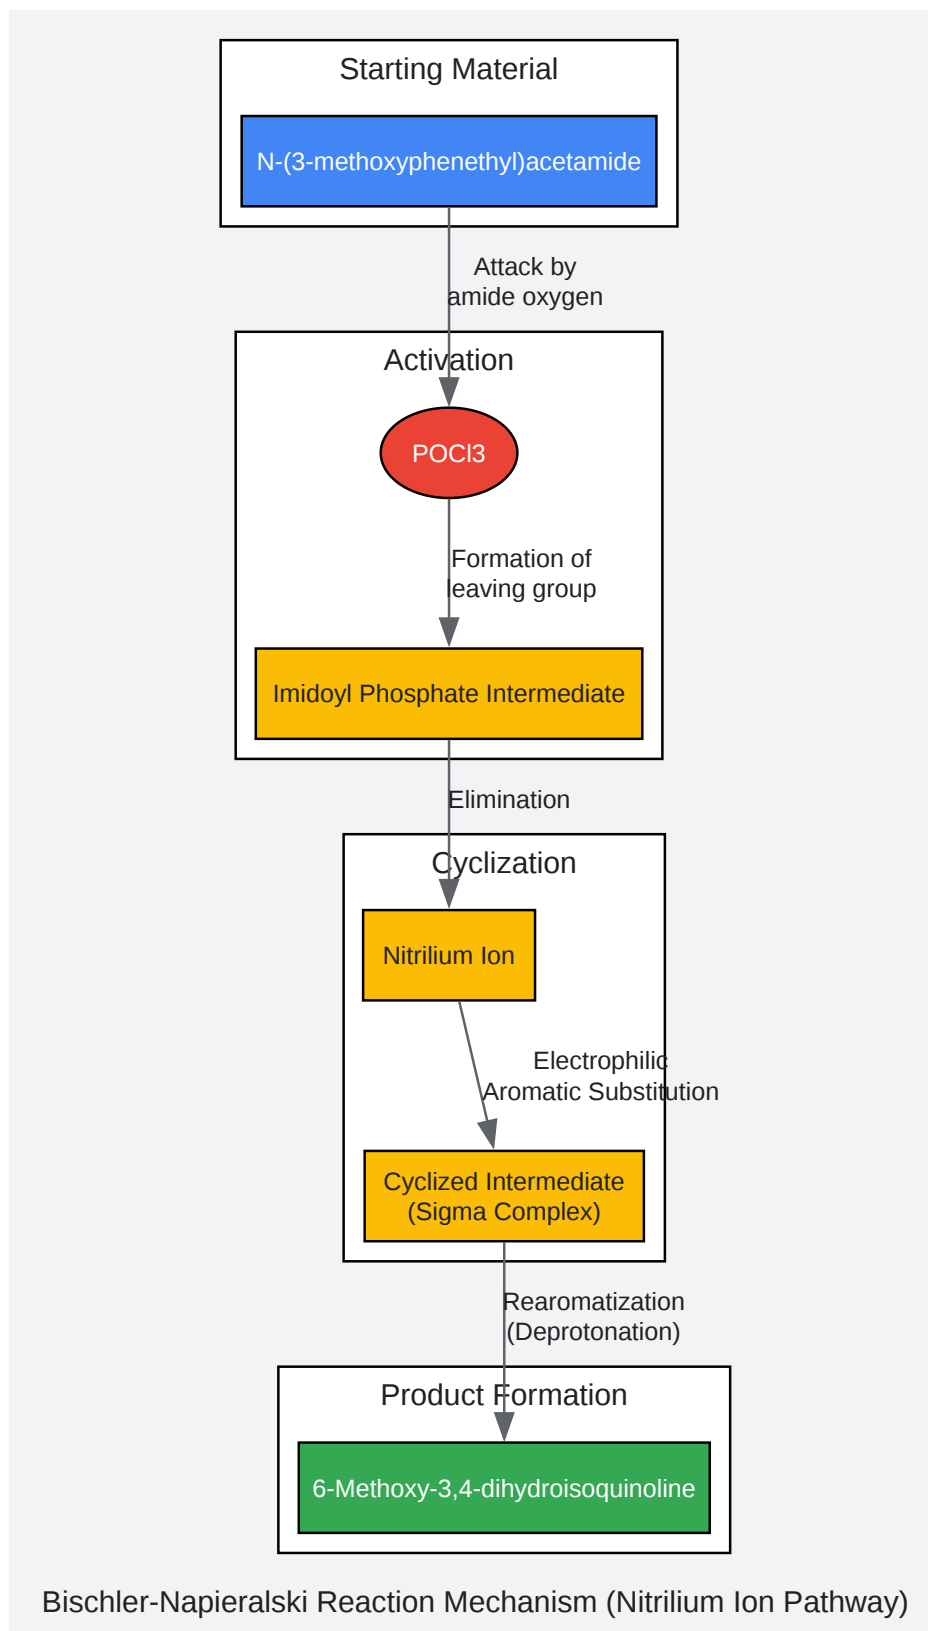 Starting Material
N-(3-methoxyphenethyl)acetamide
Attack by
amide oxygen
Activation
POCl3
Formation of
leaving group
Imidoyl Phosphate Intermediate
Elimination
Cyclization
Nitrilium Ion
Electrophilic
Aromatic Substitution
Cyclized Intermediate
(Sigma Complex)
Rearomatization
(Deprotonation)
Product Formation
6-Methoxy-3,4-dihydroisoquinoline
Bischler-Napieralski Reaction Mechanism (Nitrilium Ion Pathway)